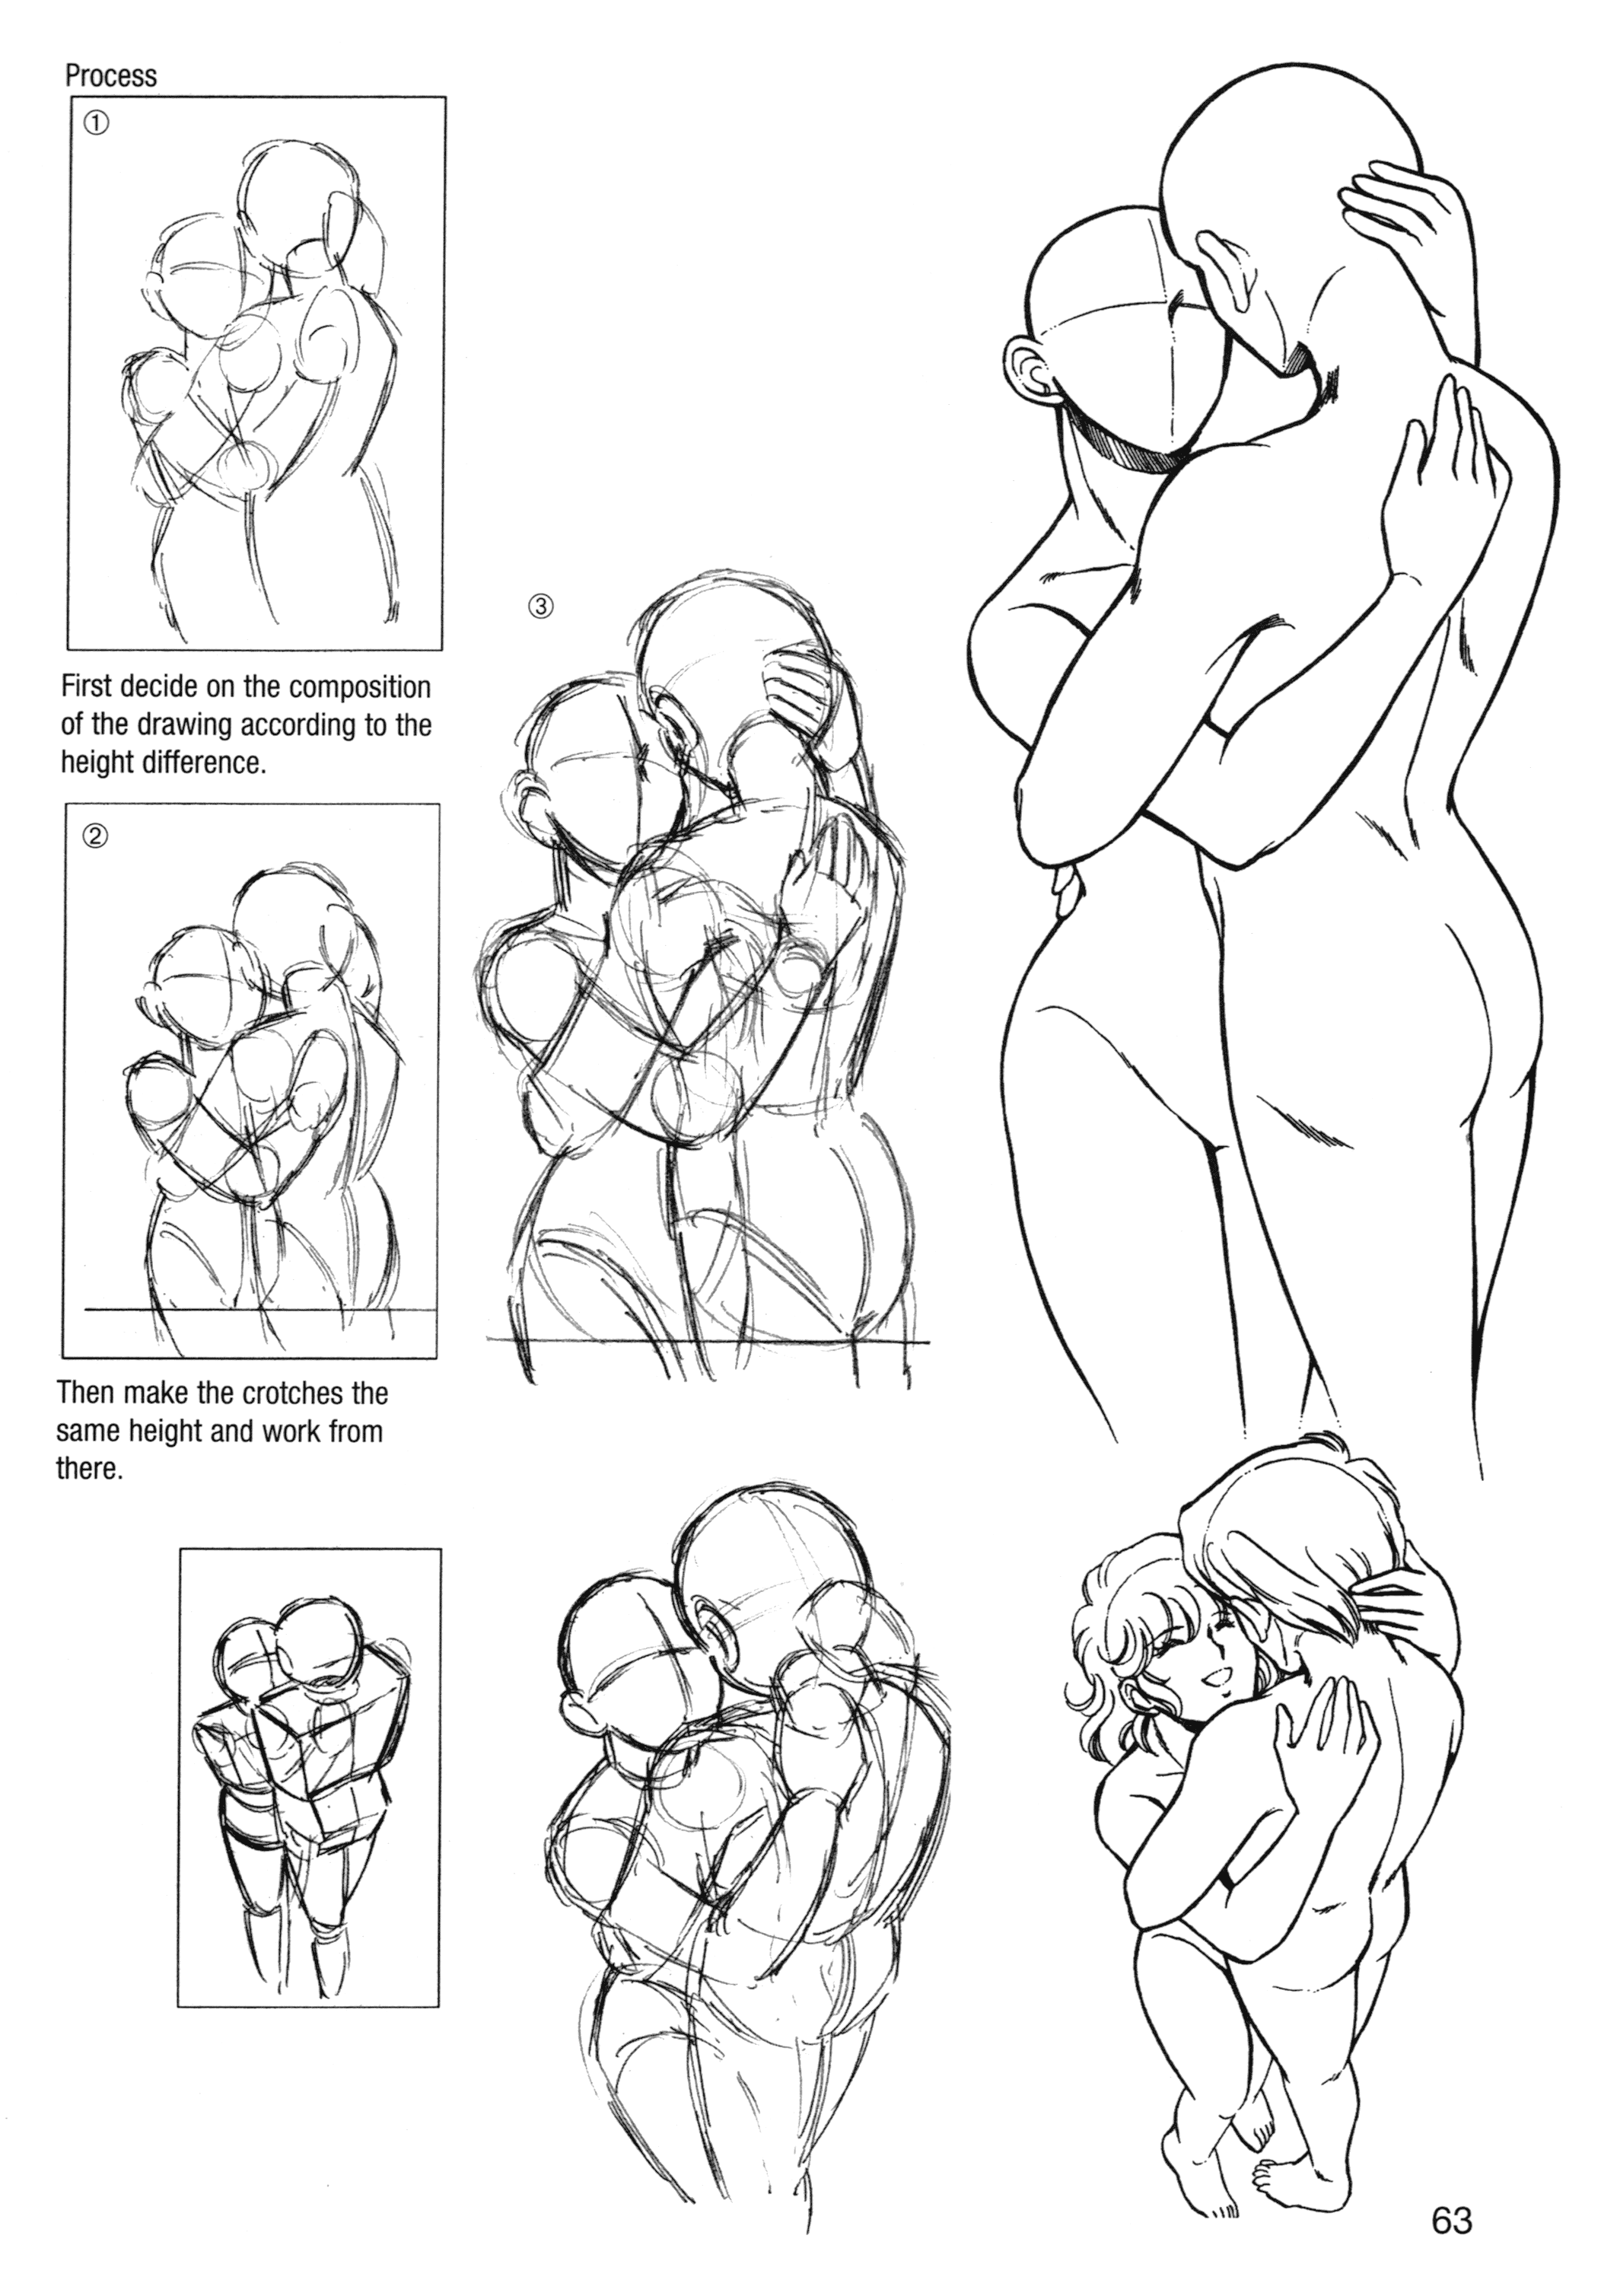 Process
①
First decide on the composition
of the drawing according to the
height difference.
②
Then make the crotches the
same height and work from
there.
③
63